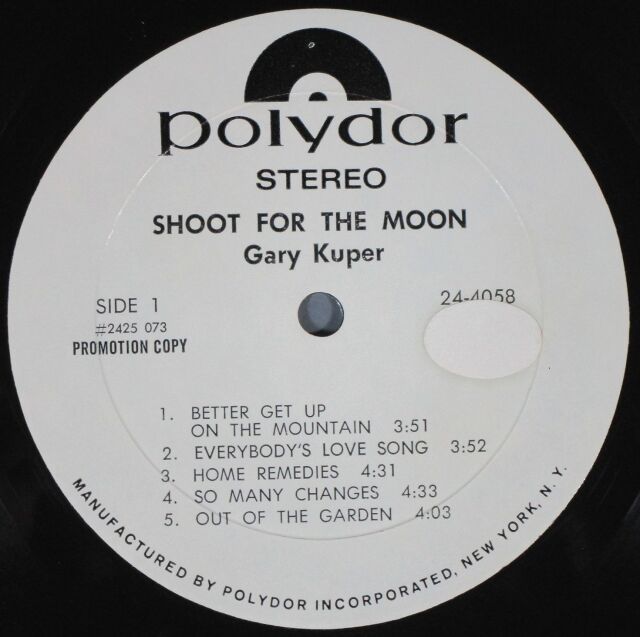 polydor
STEREO
SHOOT FOR THE MOON
Gary Kuper
SIDE 1
#2425 073
PROMOTION COPY
24-4058
1. BETTER GET UP
ON THE MOUNTAIN 3:51
2. EVERYBODY'S LOVE SONG 3:52
3. HOME REMEDIES 4:31
4. SO MANY CHANGES 4:33
5. OUT OF THE GARDEN 4:03
MANUFACTURED BY POLYDOR INCORPORATED, NEW YORK, N.Y.